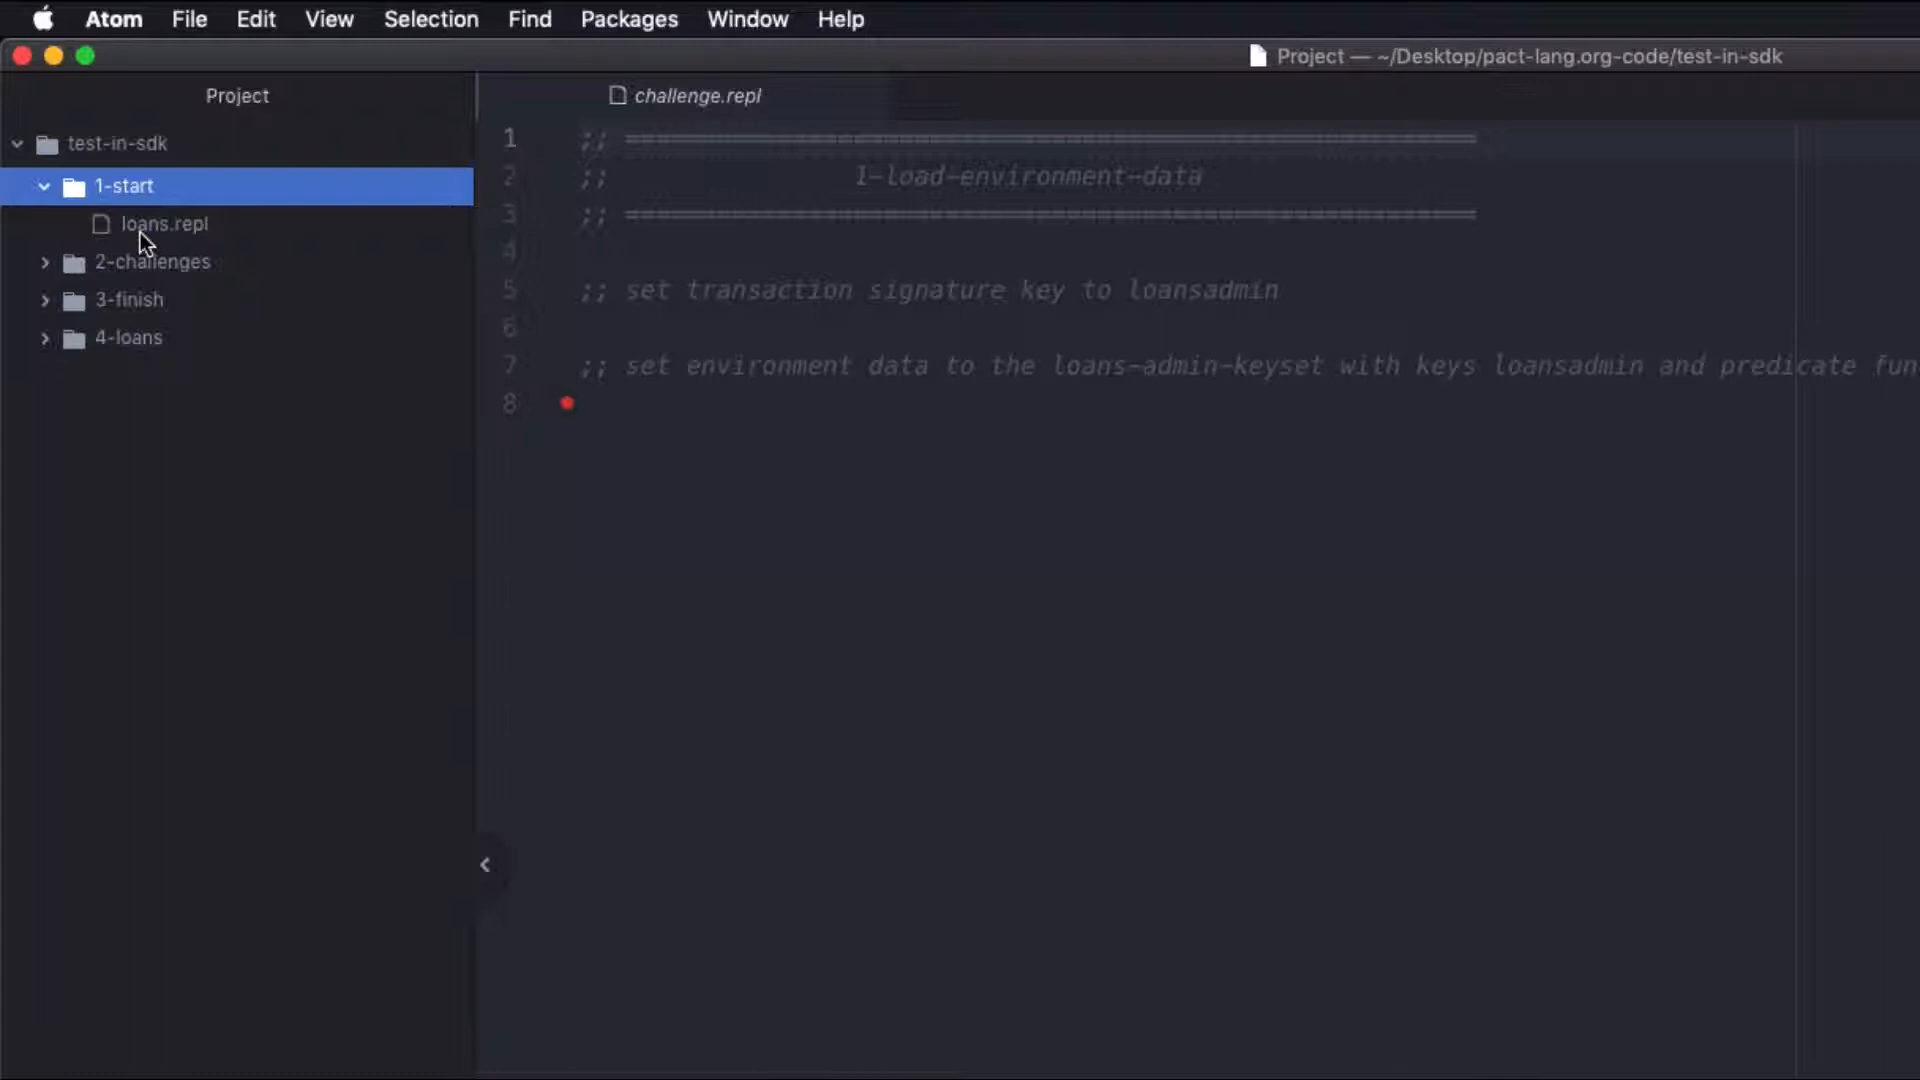 Atom File Edit View Selection Find Packages Window Help
Project — ~/Desktop/pact-lang.org-code/test-in-sdk
Project
challenge.repl
test-in-sdk
1-start
loans.repl
2-challenges
3-finish
4-loans
1 ;; ========================================================
2 ;; 1-load-environment-data
3 ;; ========================================================
4
5 ;; set transaction signature key to loansadmin
6
7 ;; set environment data to the loans-admin-keyset with keys loansadmin and predicate fun
8